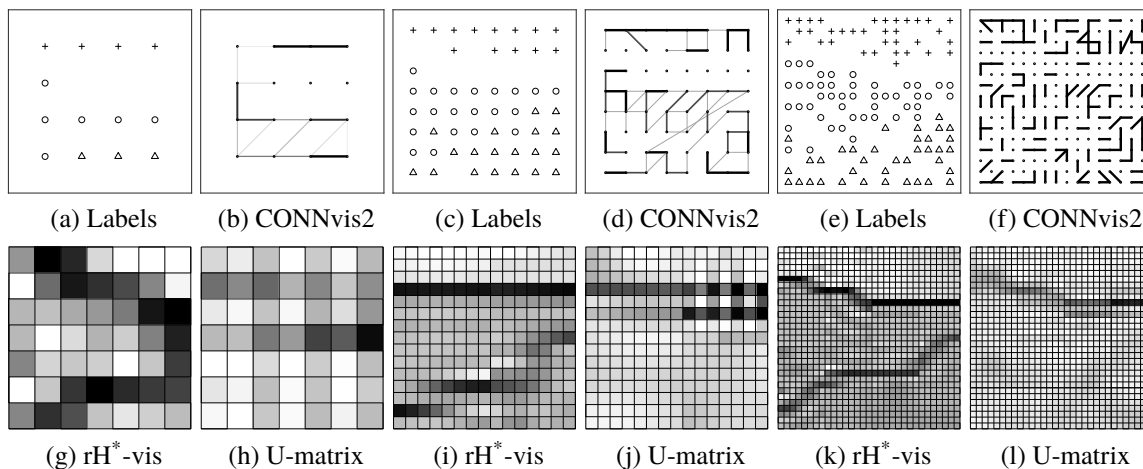 (a) Labels (b) CONNvis2 (c) Labels (d) CONNvis2 (e) Labels (f) CONNvis2
(g) rH*-vis (h) U-matrix (i) rH*-vis (j) U-matrix (k) rH*-vis (l) U-matrix